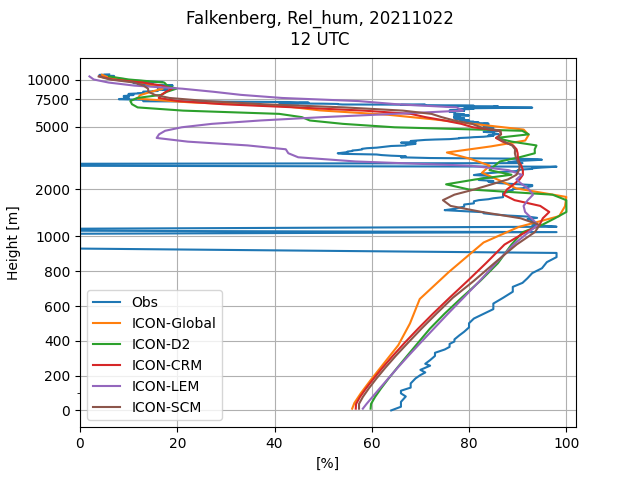 Falkenberg, Rel_hum, 20211022
12 UTC
10000
7500
5000
2000
1000
800
600
400
200
0
Height [m]
Obs
ICON-Global
ICON-D2
ICON-CRM
ICON-LEM
ICON-SCM
0 20 40 60 80 100
[%]